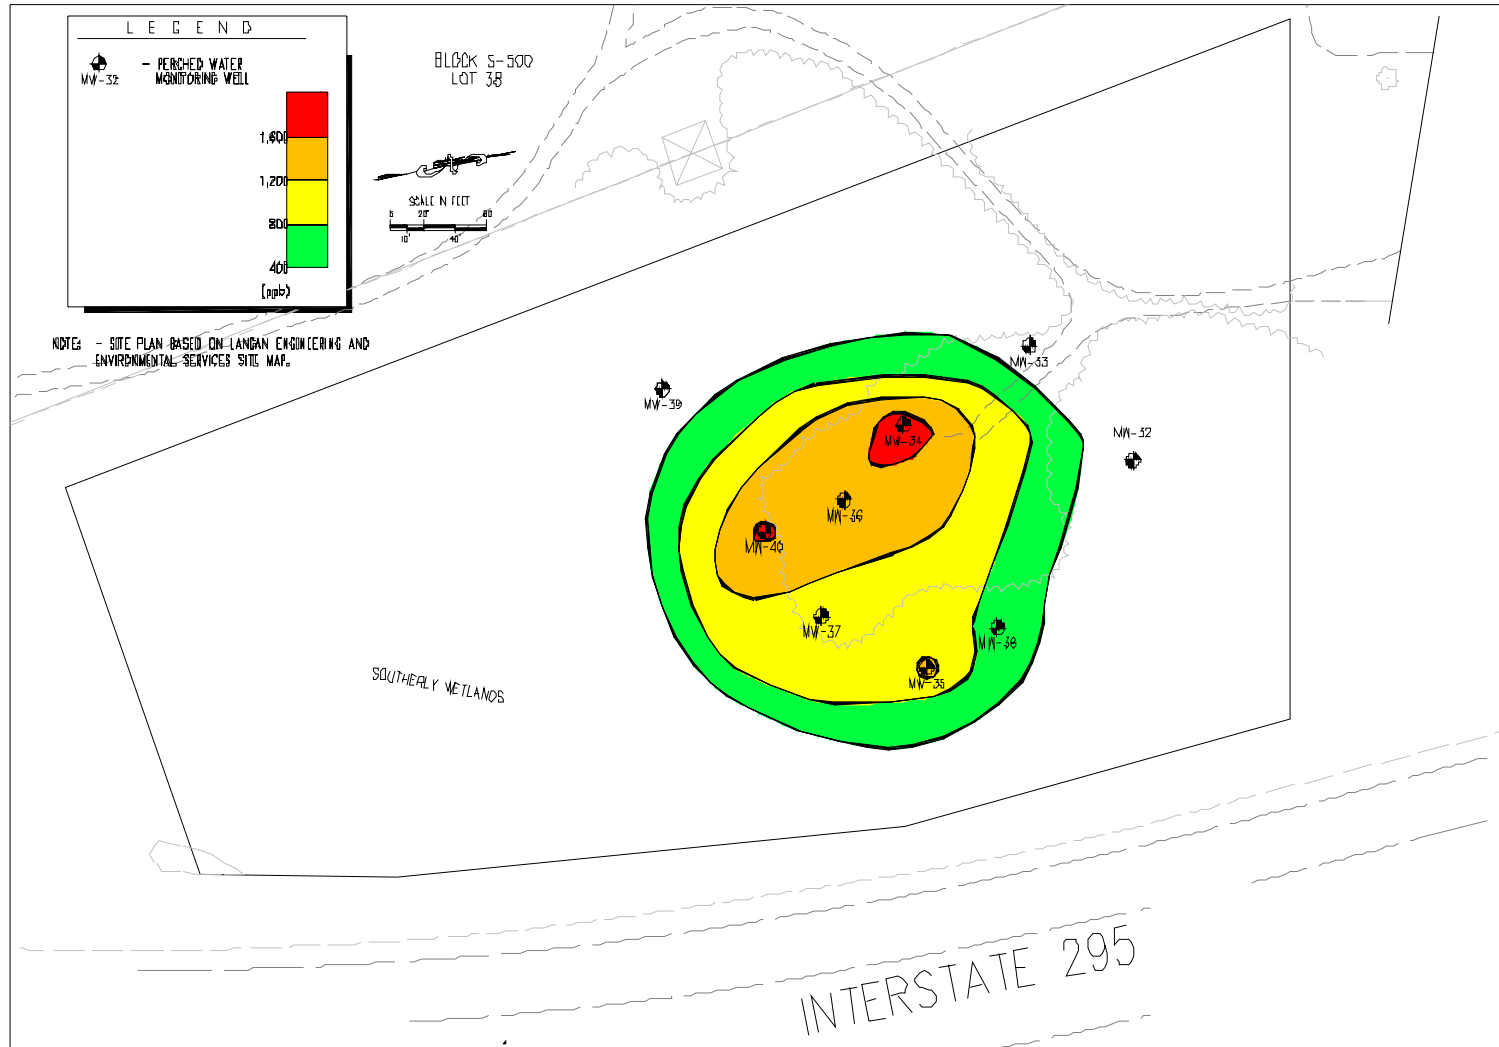 LEGEND
- PERCHED WATER
MONITORING WELL
MW-32
1,600
1,200
800
400
(ppb)
BLOCK S-500
LOT 38
SCALE IN FEET
0 20' 80
10' 40'
NOTE: - SITE PLAN BASED ON LANGAN ENGINEERING AND
ENVIRONMENTAL SERVICES SITE MAP.
MW-33
MW-39
MW-34
MW-32
MW-36
MW-40
MW-37
MW-38
MW-35
SOUTHERLY WETLANDS
INTERSTATE 295